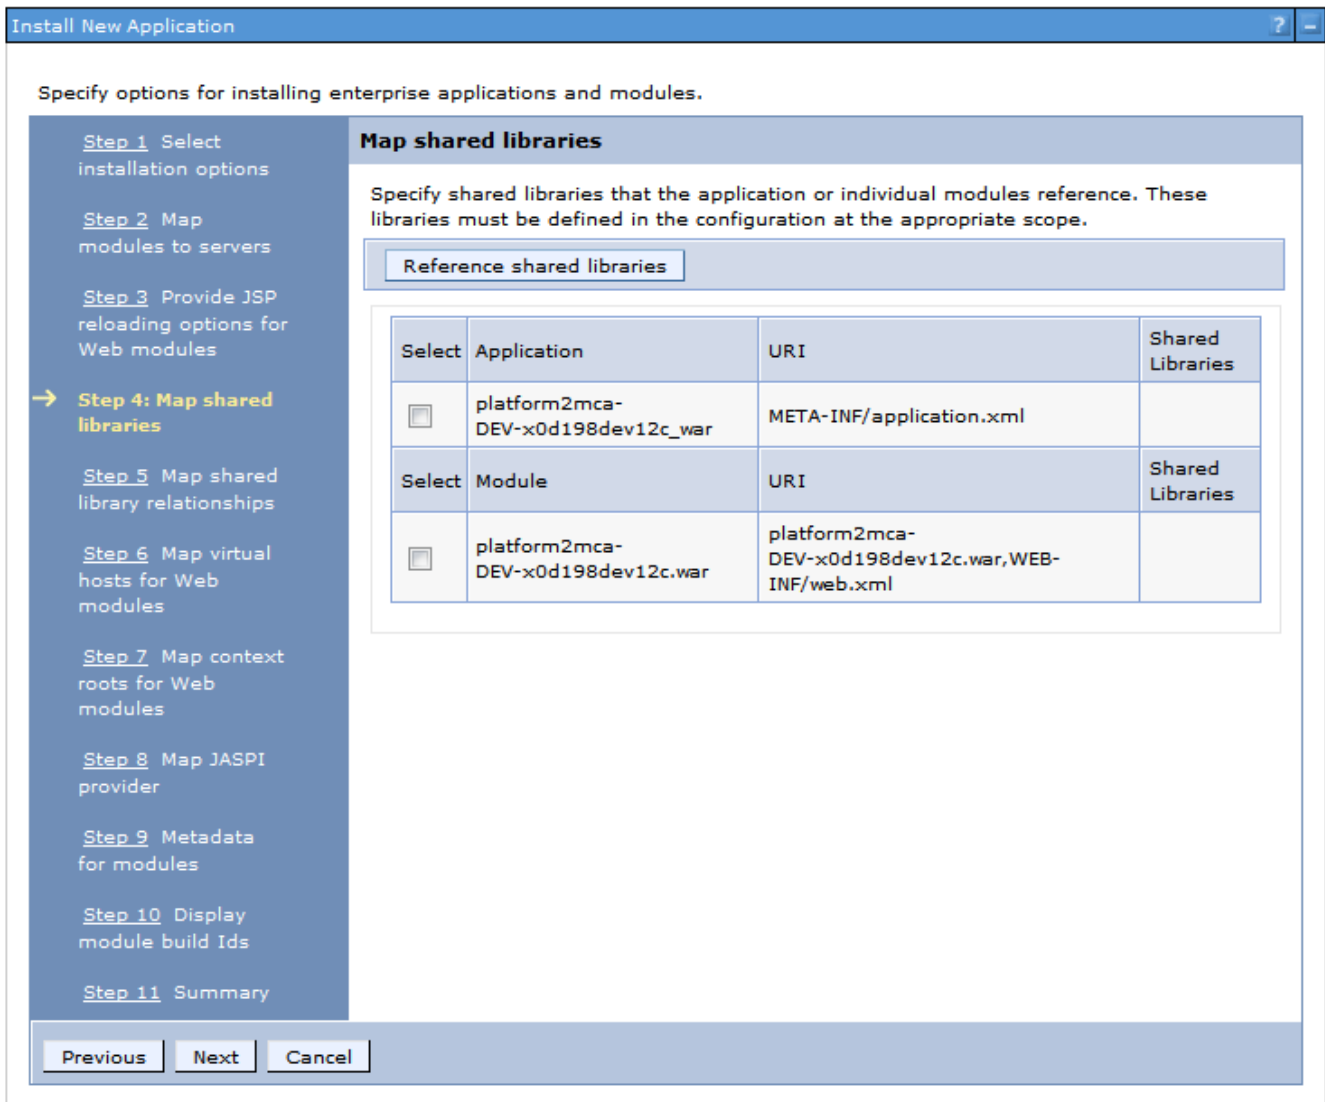 Install New Application
? –
Specify options for installing enterprise applications and modules.
Step 1 Select
installation options
Step 2 Map
modules to servers
Step 3 Provide JSP
reloading options for
Web modules
→ Step 4: Map shared
libraries
Step 5 Map shared
library relationships
Step 6 Map virtual
hosts for Web
modules
Step 7 Map context
roots for Web
modules
Step 8 Map JASPI
provider
Step 9 Metadata
for modules
Step 10 Display
module build Ids
Step 11 Summary
Map shared libraries
Specify shared libraries that the application or individual modules reference. These
libraries must be defined in the configuration at the appropriate scope.
Reference shared libraries
Select Application URI Shared
Libraries
platform2mca-
DEV-x0d198dev12c_war META-INF/application.xml
Select Module URI Shared
Libraries
platform2mca-
DEV-x0d198dev12c.war
platform2mca-
DEV-x0d198dev12c.war,WEB-
INF/web.xml
Previous Next Cancel